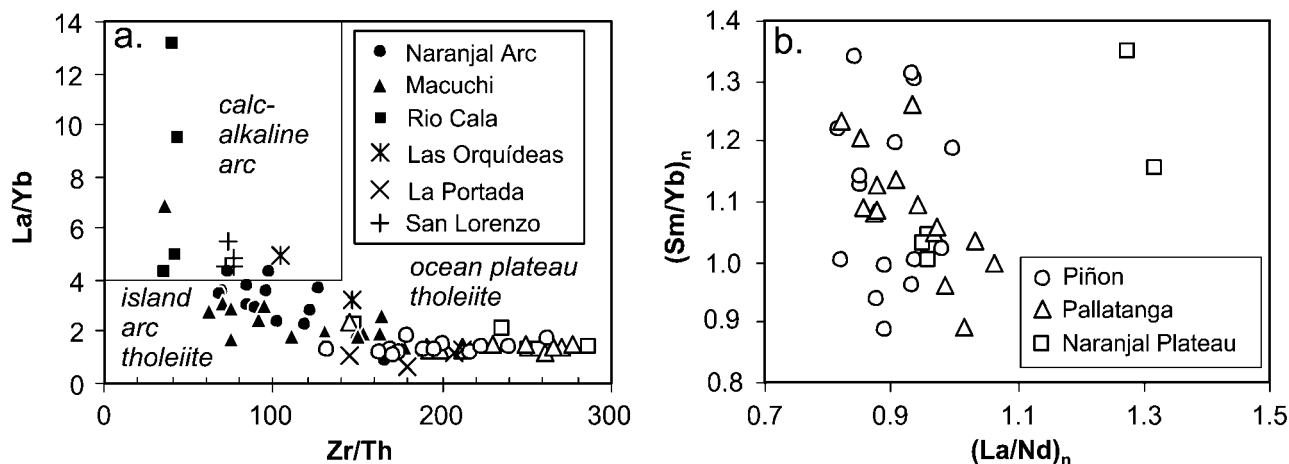 a.
La/Yb
14
12
10
8
6
4
2
0
0
100
200
300
Zr/Th
calc-
alkaline
arc
island
arc
tholeiite
ocean plateau
tholeiite
Naranjal Arc
Macuchi
Rio Cala
Las Orquídeas
La Portada
San Lorenzo
b.
(Sm/Yb)n
1.4
1.3
1.2
1.1
1.0
0.9
0.8
0.7
0.9
1.1
1.3
1.5
(La/Nd)n
Piñon
Pallatanga
Naranjal Plateau